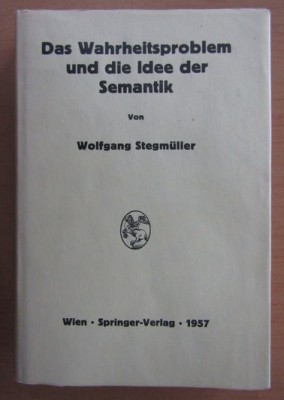 Das Wahrheitsproblem
und die Idee der
Semantik
Von
Wolfgang Stegmüller
Wien • Springer-Verlag • 1957